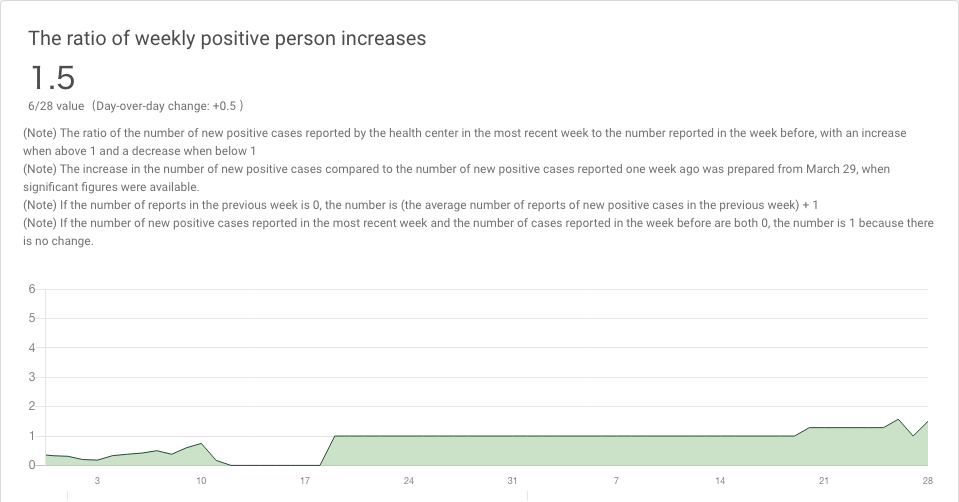 The ratio of weekly positive person increases
1.5
6/28 value （Day-over-day change: +0.5 ）
(Note) The ratio of the number of new positive cases reported by the health center in the most recent week to the number reported in the week before, with an increase
when above 1 and a decrease when below 1
(Note) The increase in the number of new positive cases compared to the number of new positive cases reported one week ago was prepared from March 29, when
significant figures were available.
(Note) If the number of reports in the previous week is 0, the number is (the average number of reports of new positive cases in the previous week) + 1
(Note) If the number of new positive cases reported in the most recent week and the number of cases reported in the week before are both 0, the number is 1 because there
is no change.
6
5
4
3
2
1
0
3 10 17 24 31 7 14 21 28